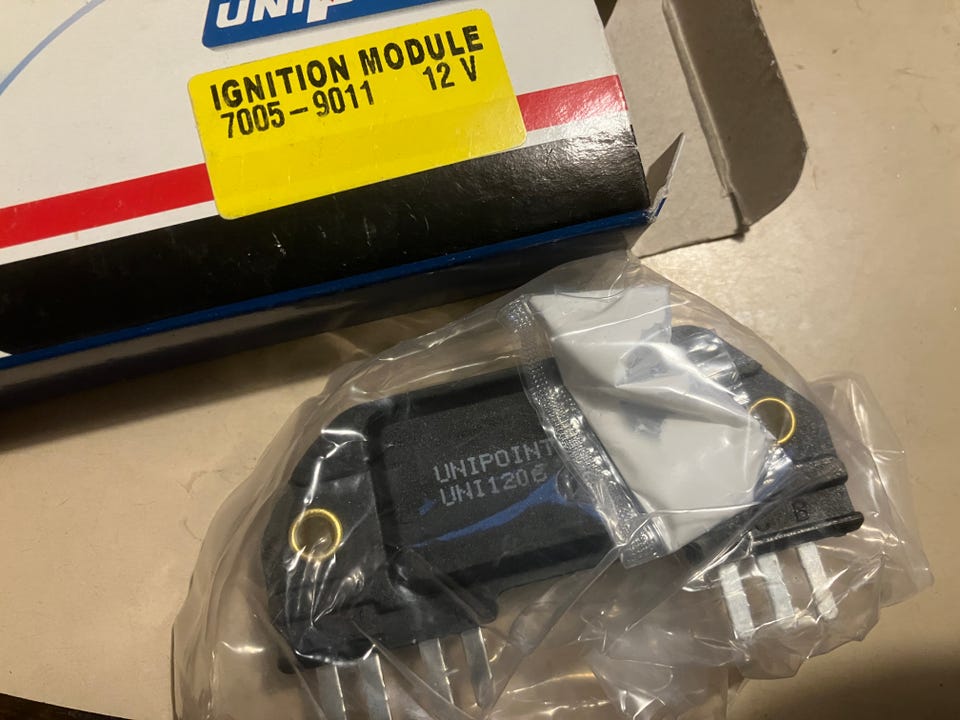 IGNITION MODULE
7005-9011 12 V
UNIPOINT
UNI1206
B